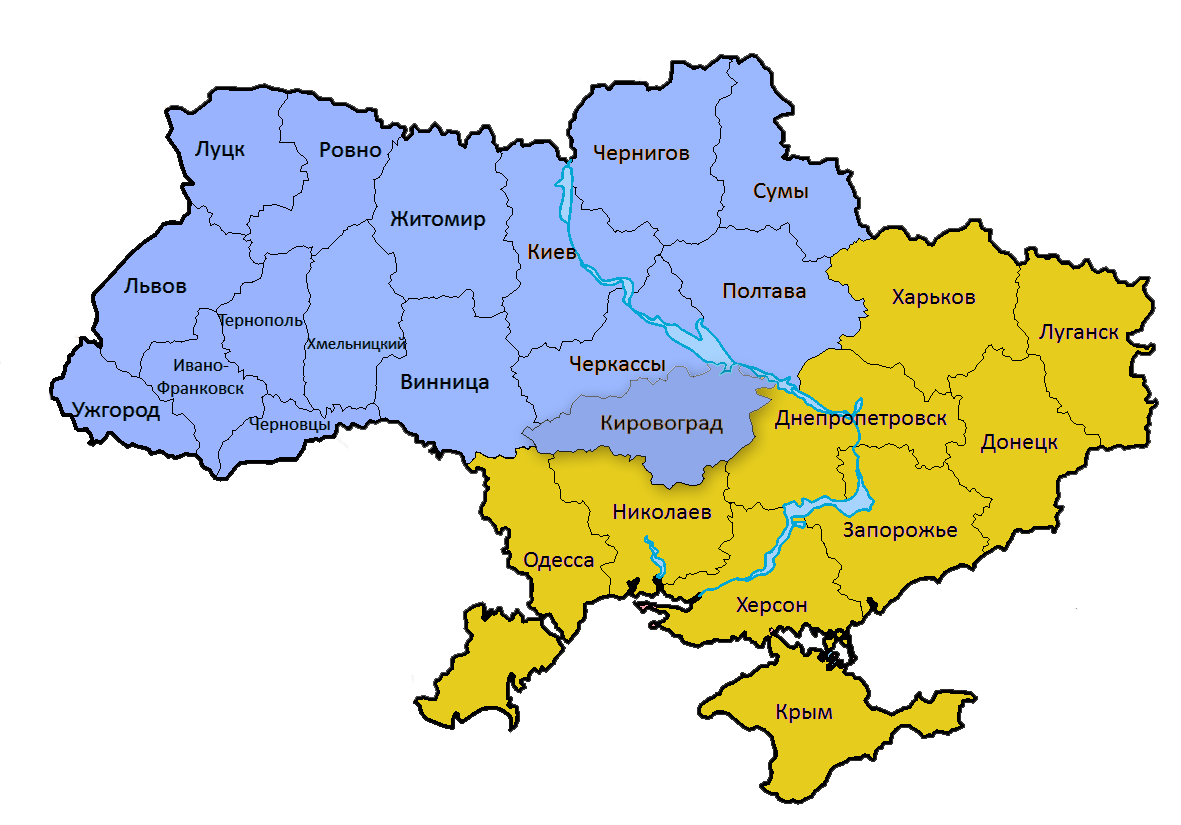 Луцк
Ровно
Чернигов
Сумы
Житомир
Киев
Львов
Тернополь
Хмельницкий
Полтава
Харьков
Луганск
Ивано-
Франковск
Ужгород
Черновцы
Винница
Черкассы
Кировоград
Днепропетровск
Донецк
Николаев
Запорожье
Одесса
Херсон
Крым